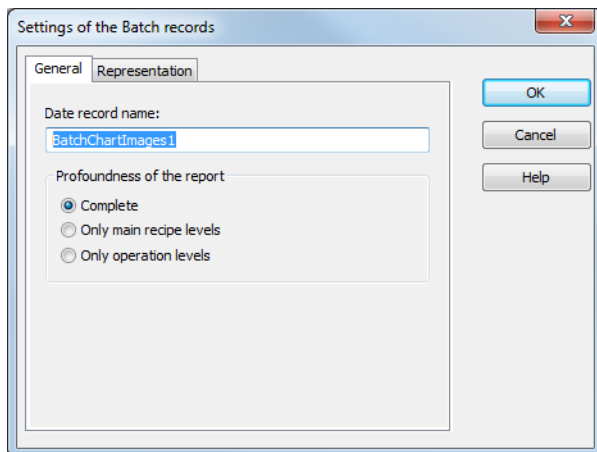 Settings of the Batch records
General Representation
Date record name:
BatchChartImages1
Profoundness of the report
Complete
Only main recipe levels
Only operation levels
OK
Cancel
Help